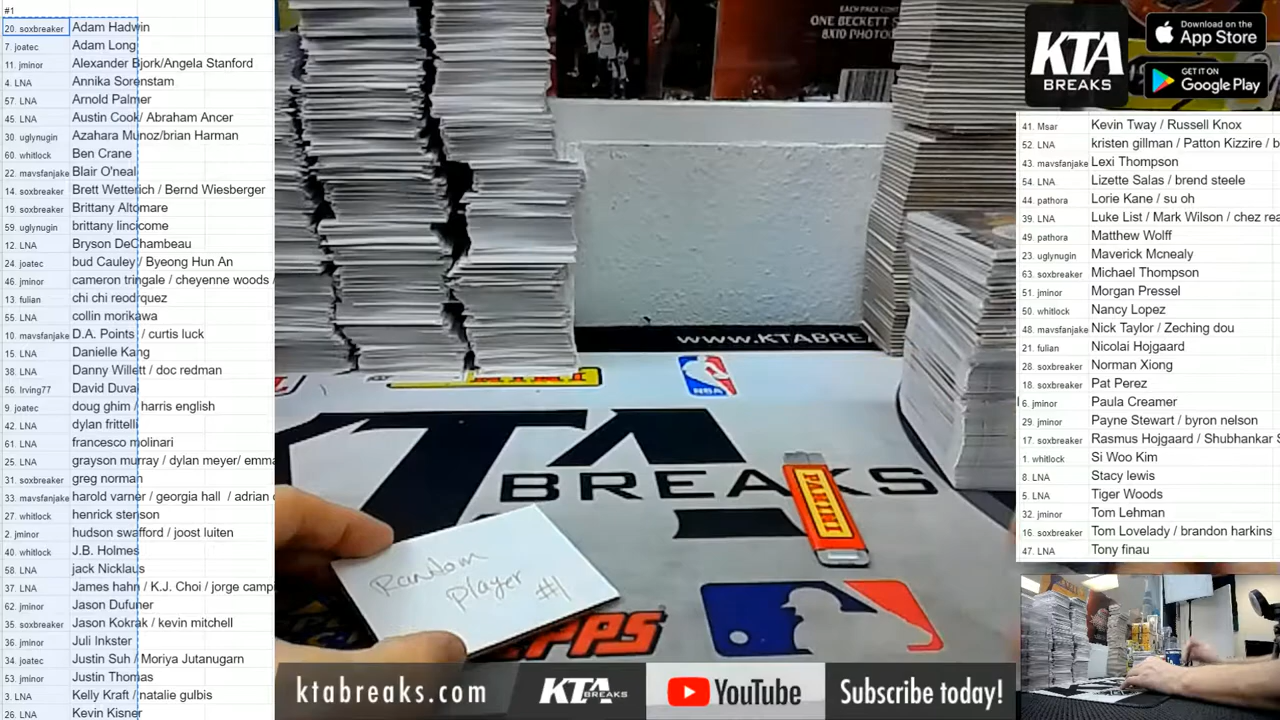 #1
20. soxbreaker Adam Hadwin
7. joatec Adam Long
11. jminor Alexander Bjork/Angela Stanford
4. LNA Annika Sorenstam
57. LNA Arnold Palmer
45. LNA Austin Cook/ Abraham Ancer
30. uglynugin Azahara Munoz/brian Harman
60. whitlock Ben Crane
22. mavsfanjake Blair O'neal
14. soxbreaker Brett Wetterich / Bernd Wiesberger
19. soxbreaker Brittany Altomare
59. uglynugin brittany lincicome
12. LNA Bryson DeChambeau
24. joatec bud Cauley / Byeong Hun An
46. jminor cameron tringale / cheyenne woods /
13. fulian chi chi reodrquez
55. LNA collin morikawa
10. mavsfanjake D.A. Points / curtis luck
15. LNA Danielle Kang
38. LNA Danny Willett / doc redman
56. Irving77 David Duval
9. joatec doug ghim / harris english
42. LNA dylan frittelli
61. LNA francesco molinari
25. LNA grayson murray / dylan meyer/ emma
31. soxbreaker greg norman
33. mavsfanjake harold varner / georgia hall / adrian
27. whitlock henrick stenson
2. jminor hudson swafford / joost luiten
40. whitlock J.B. Holmes
58. LNA jack Nicklaus
37. LNA James hahn / K.J. Choi / jorge camp
62. jminor Jason Dufuner
35. soxbreaker Jason Kokrak / kevin mitchell
36. jminor Juli Inkster
34. joatec Justin Suh / Moriya Jutanugarn
54. jminor Justin Thomas
3. LNA Kelly Kraft / natalie gulbis
26. LNA Kevin Kisner
EACH PACK CON
ONE BECKETT S
8X10 PHOTO
WWW.KTABRE
PANINI
NBA
KTA BREAKS
PANINI
Random
Player
#1
TOPPS
ktabreaks.com
KTA
BREAKS
YouTube
Subscribe today!
KTA
BREAKS
Download on the
App Store
GET IT ON
Google Play
41. Msar Kevin Tway / Russell Knox
52. LNA kristen gillman / Patton Kizzire / b
43. mavsfanjake Lexi Thompson
54. LNA Lizette Salas / brend steele
44. pathora Lorie Kane / su oh
39. LNA Luke List / Mark Wilson / chez rea
49. pathora Matthew Wolff
23. uglynugin Maverick Mcnealy
63. soxbreaker Michael Thompson
51. jminor Morgan Pressel
50. whitlock Nancy Lopez
48. mavsfanjake Nick Taylor / Zeching dou
21. fulian Nicolai Hojgaard
28. soxbreaker Norman Xiong
18. soxbreaker Pat Perez
6. jminor Paula Creamer
29. jminor Payne Stewart / byron nelson
17. soxbreaker Rasmus Hojgaard / Shubhankar S
1. whitlock Si Woo Kim
8. LNA Stacy lewis
5. LNA Tiger Woods
32. jminor Tom Lehman
16. soxbreaker Tom Lovelady / brandon harkins
47. LNA Tony finau